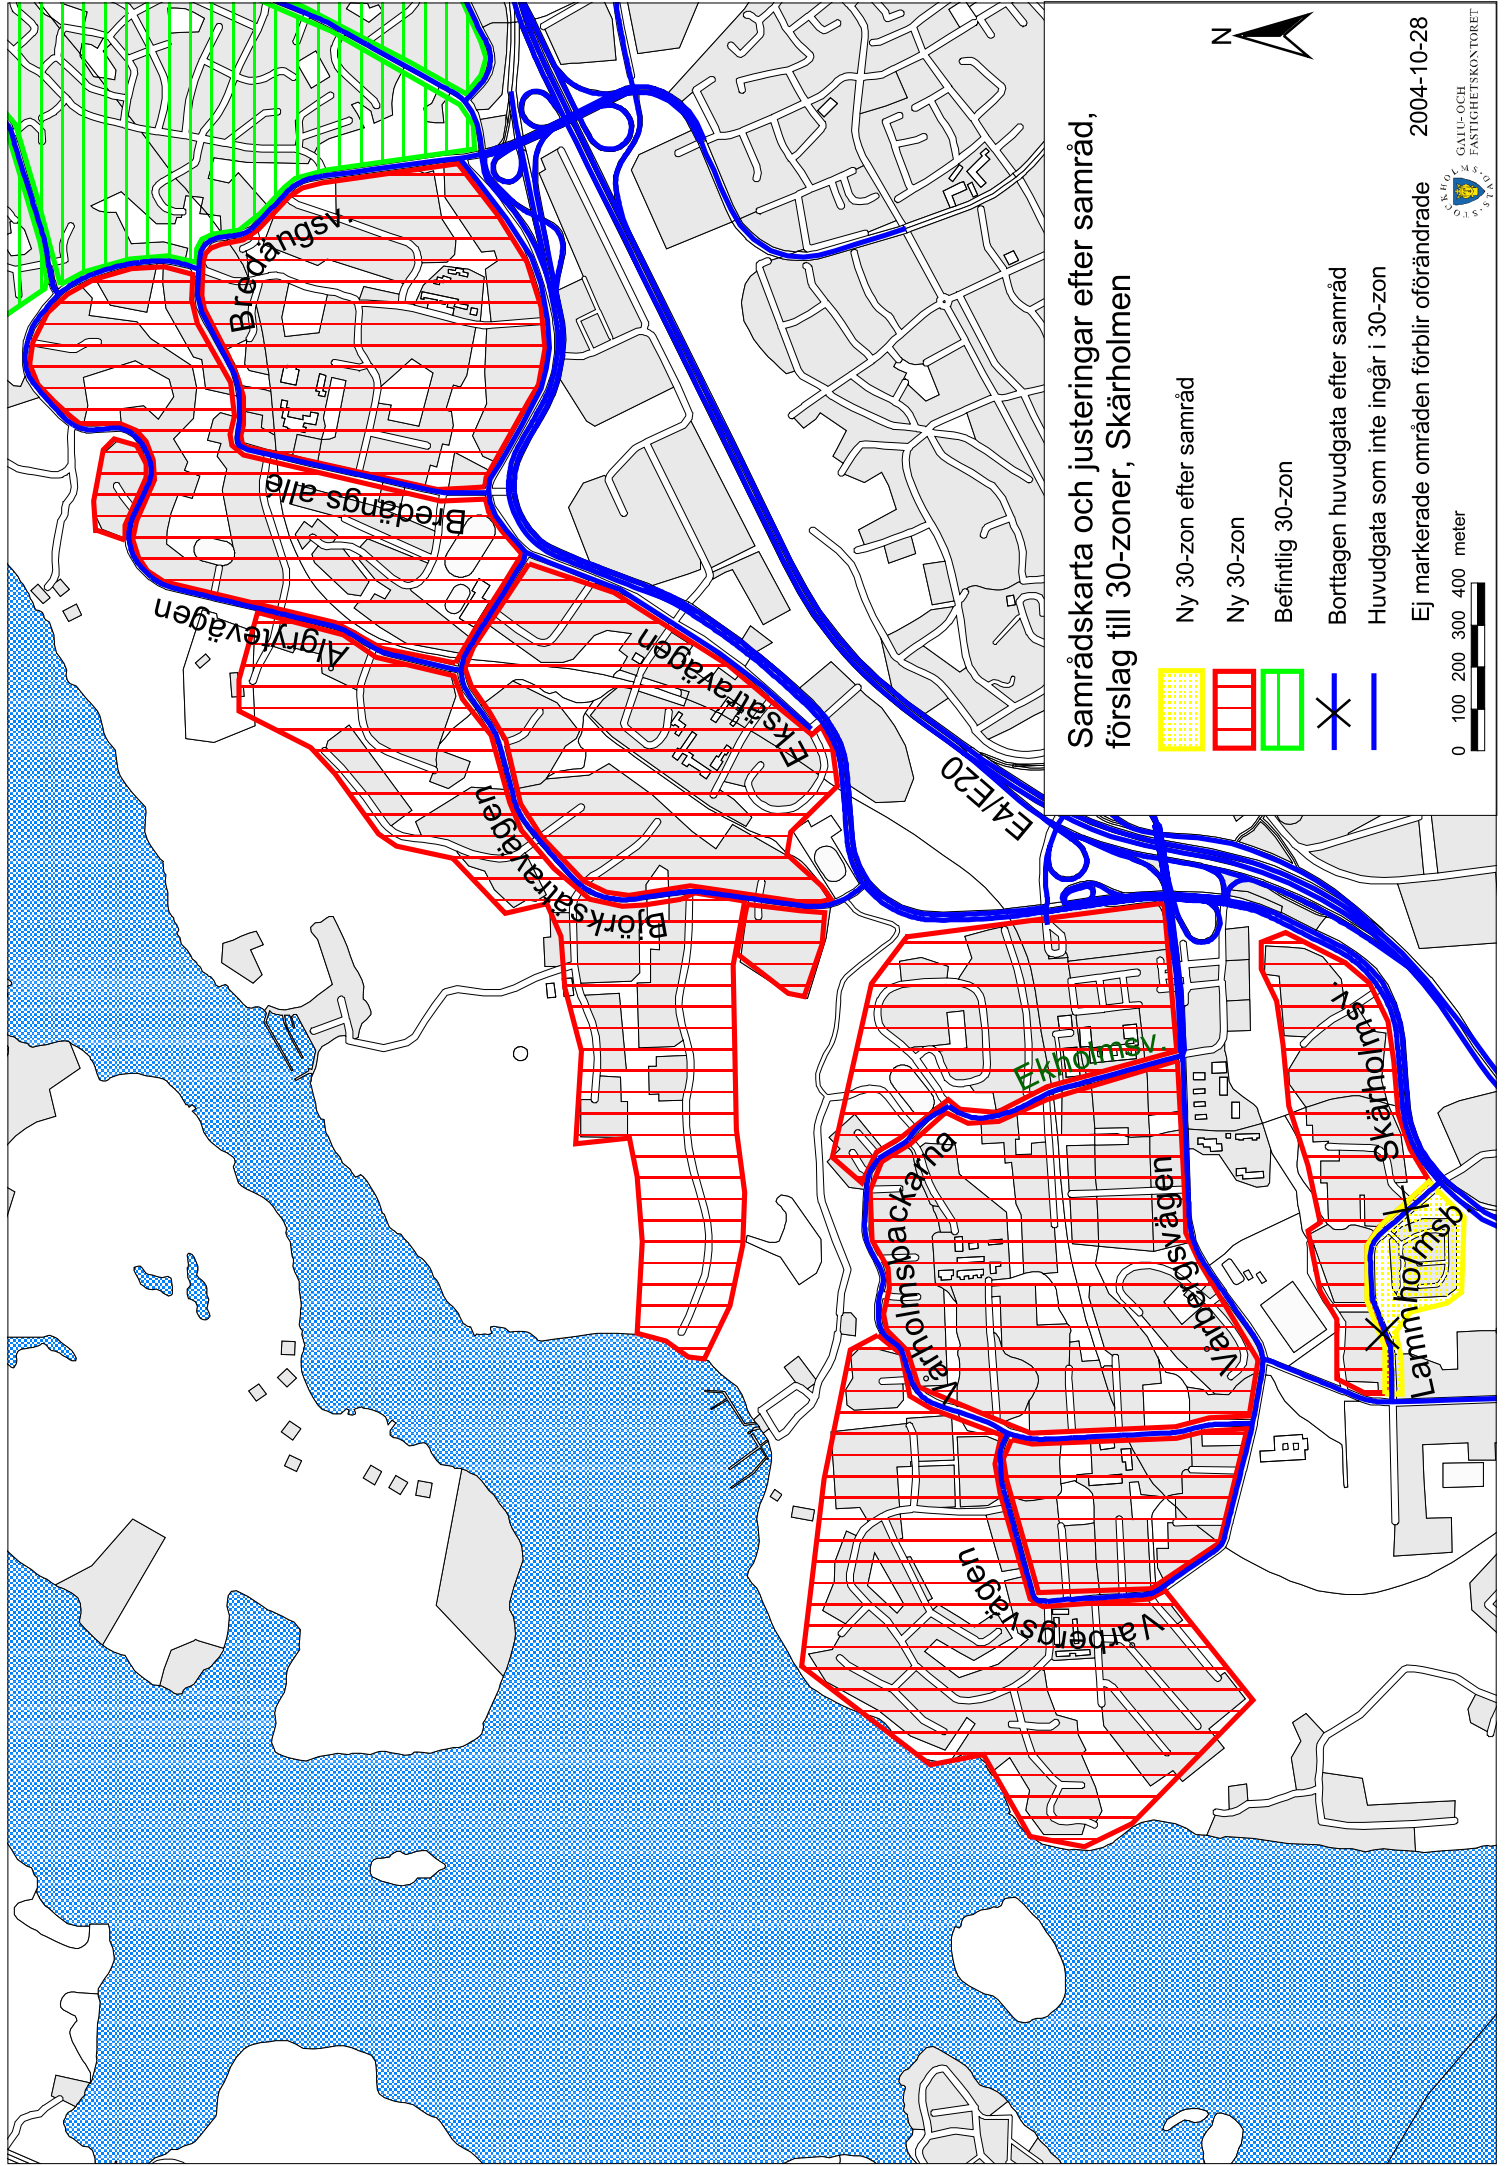 Samrådskarta och justeringar efter samråd,
förslag till 30-zoner, Skärholmen
N
Ny 30-zon efter samråd
Ny 30-zon
Befintlig 30-zon
Borttagen huvudgata efter samråd
Huvudgata som inte ingår i 30-zon
Ej markerade områden förblir oförändrade
2004-10-28
0 100 200 300 400 meter
STOCKHOLMS STAD
GATU- OCH
FASTIGHETSKONTORET
Bredängsv.
Bredängs allé
Ålgrytevägen
Eksätravägen
Björksätravägen
E4/E20
Ekholmsv.
Vårholmsbackarna
Vårbergsvägen
Vårbergsvägen
Skärholmsv.
Lammholmsb